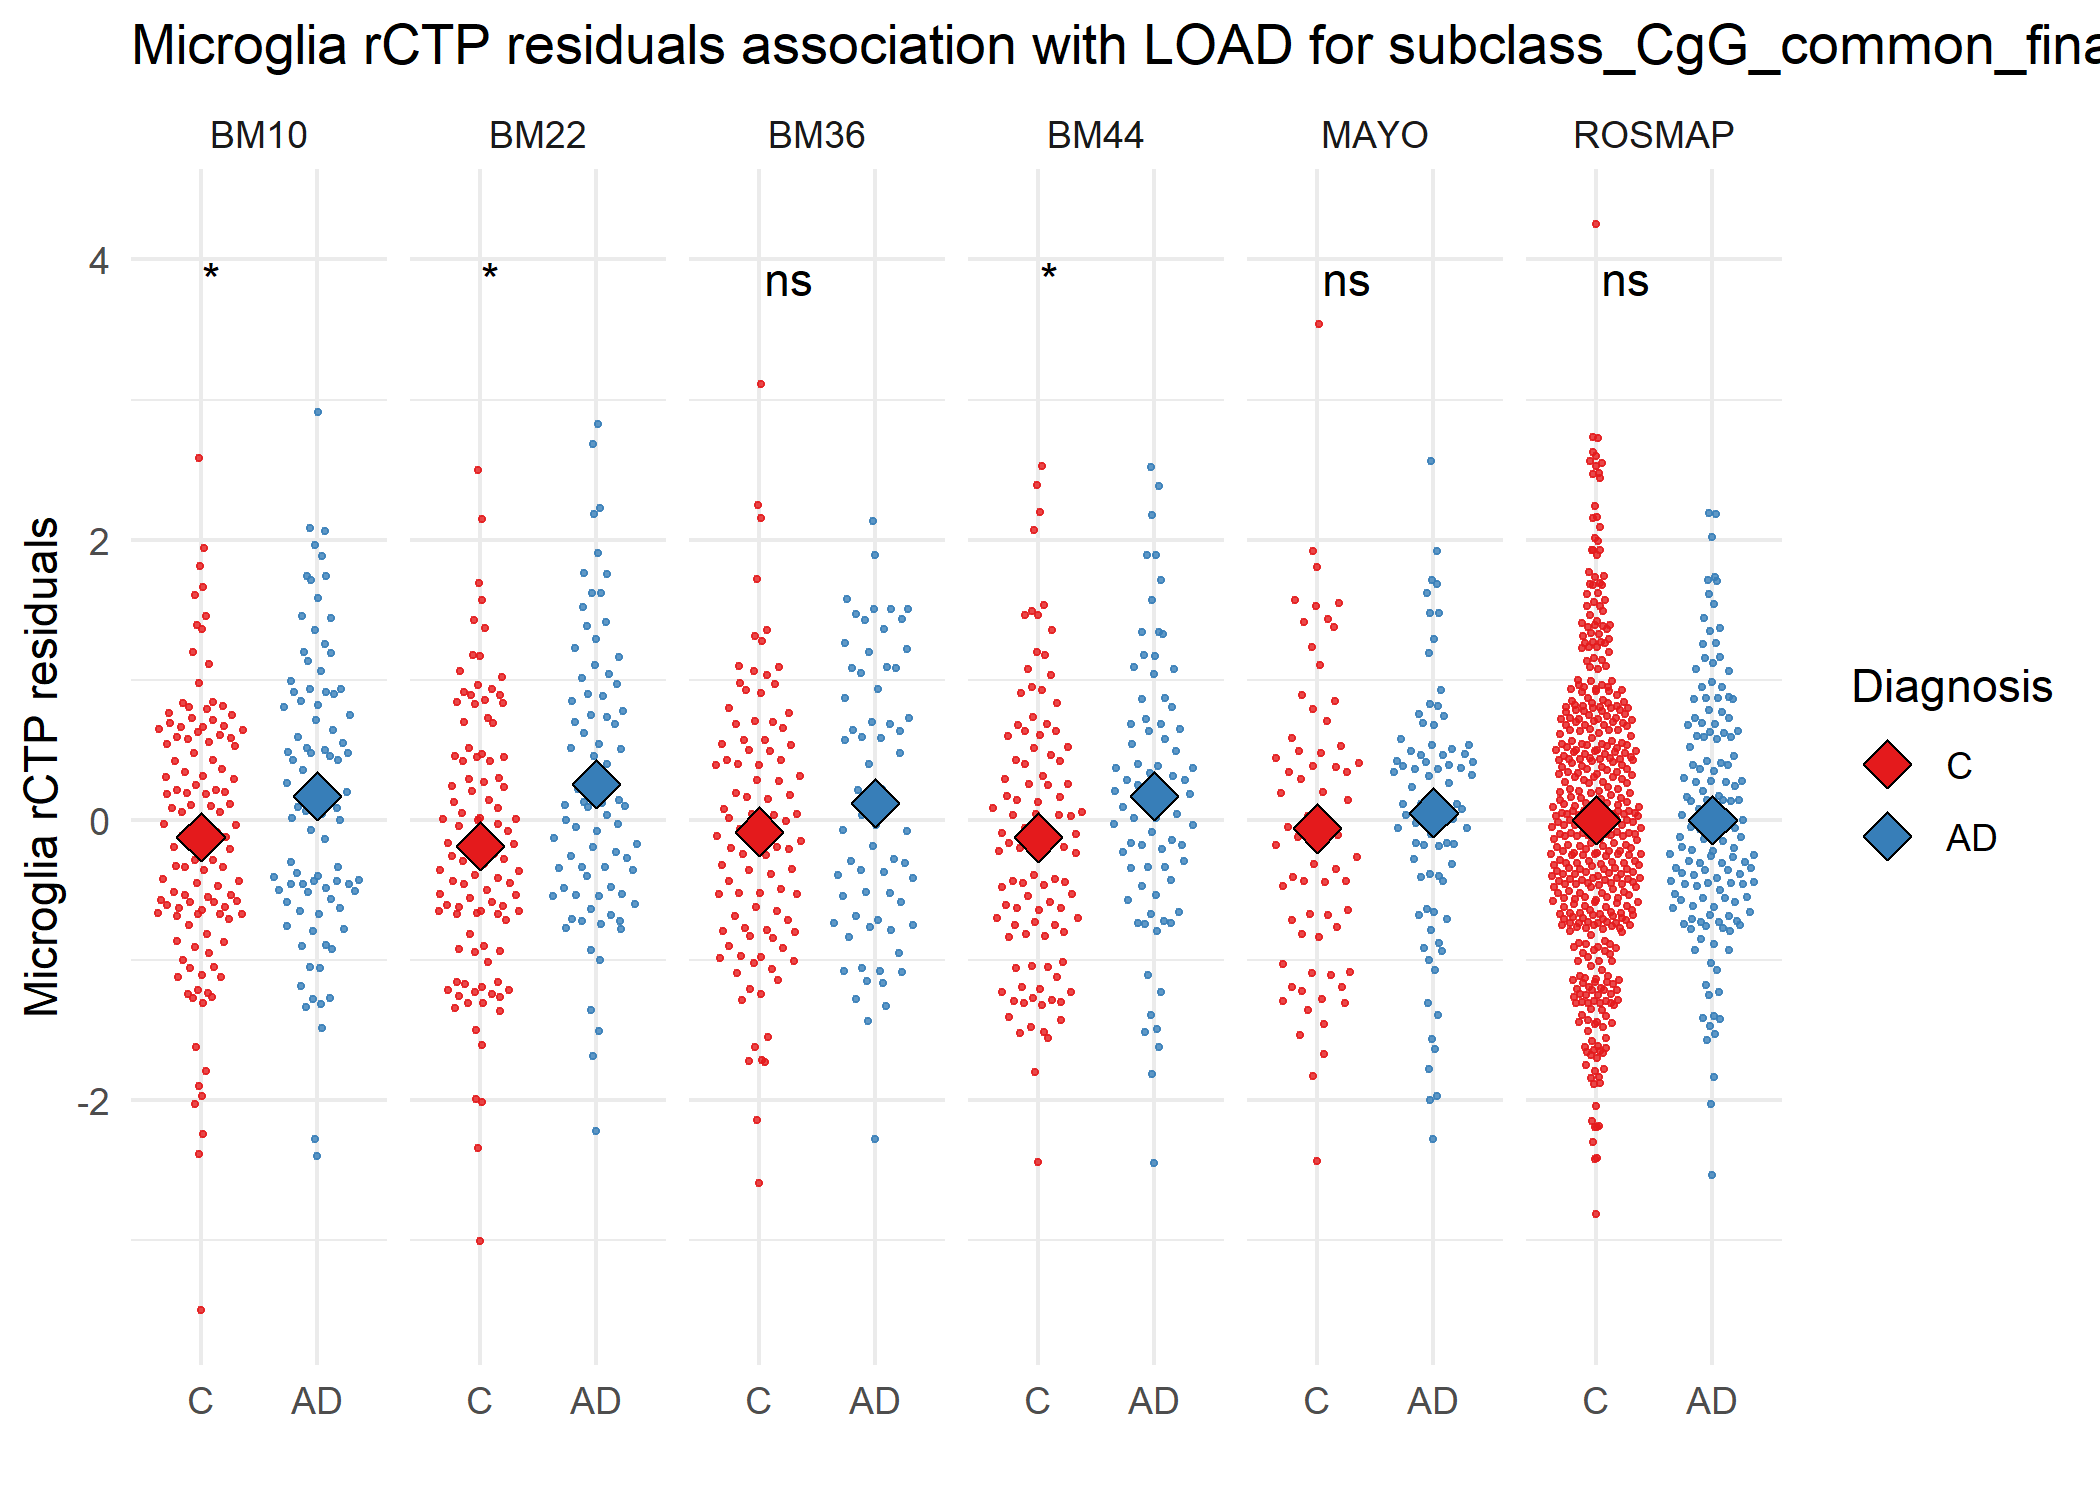 Microglia rCTP residuals association with LOAD for subclass_CgG_common_fina
BM10 BM22 BM36 BM44 MAYO ROSMAP
* * ns * ns ns
4
2
0
-2
Microglia rCTP residuals
C AD C AD C AD C AD C AD C AD
Diagnosis
C
AD